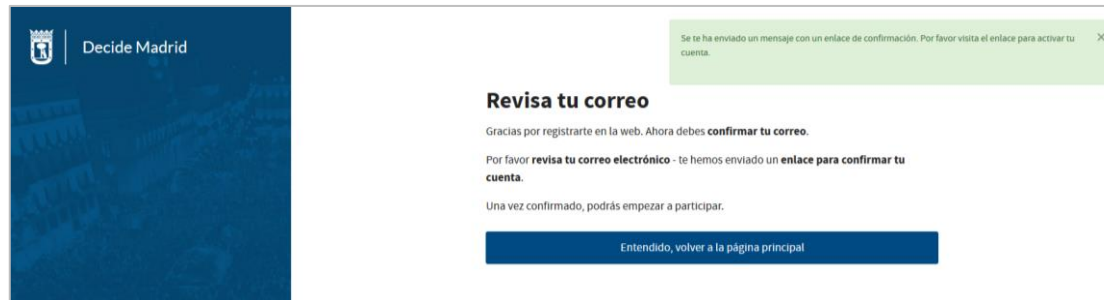 Decide Madrid
Se te ha enviado un mensaje con un enlace de confirmación. Por favor visita el enlace para activar tu
cuenta.
×
Revisa tu correo
Gracias por registrarte en la web. Ahora debes confirmar tu correo.
Por favor revisa tu correo electrónico - te hemos enviado un enlace para confirmar tu
cuenta.
Una vez confirmado, podrás empezar a participar.
Entendido, volver a la página principal